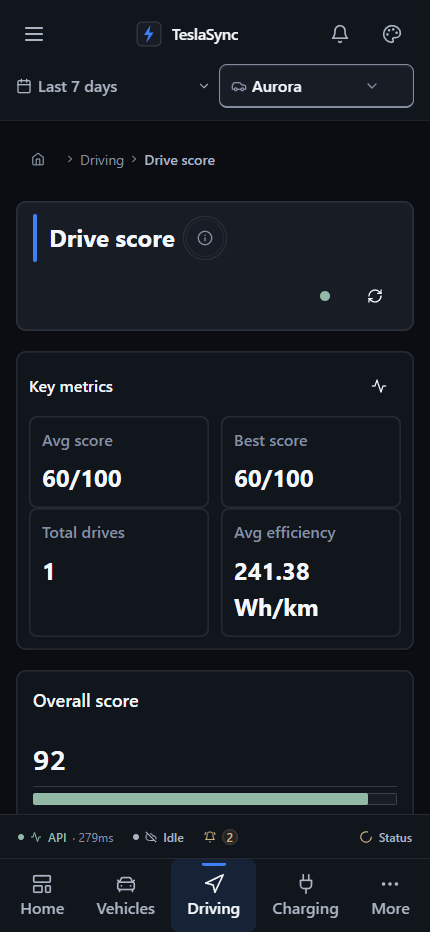 TeslaSync
Last 7 days
Aurora
Driving
Drive score
Drive score
Key metrics
Avg score
Best score
60/100
60/100
Total drives
Avg efficiency
1
241.38
Wh/km
Overall score
92
API · 279ms
Idle
2
Status
Home
Vehicles
Driving
Charging
More